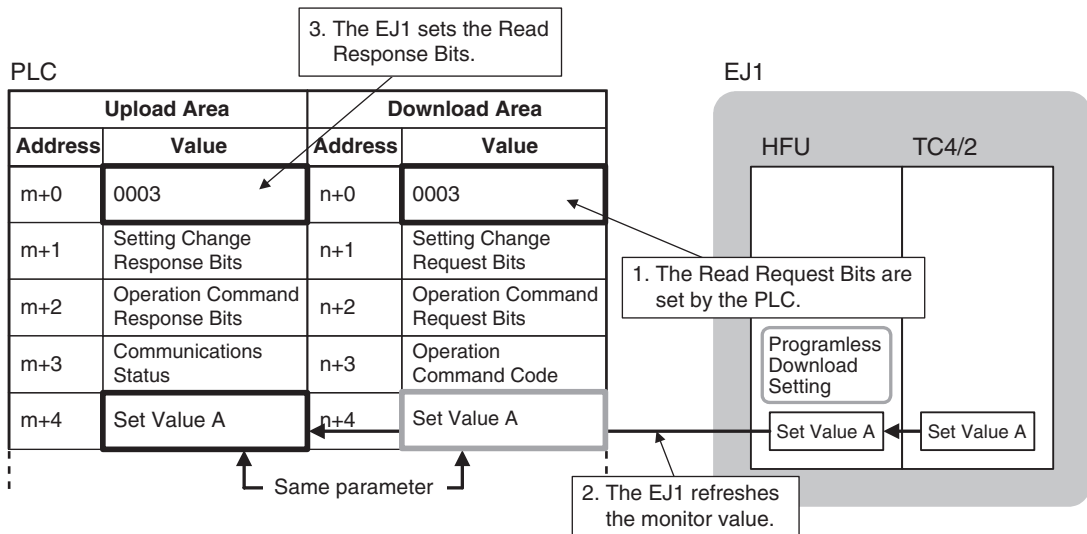 3. The EJ1 sets the Read
Response Bits.
PLC
EJ1
Upload Area Download Area
Address Value Address Value
HFU TC4/2
m+0 0003 n+0 0003
m+1 Setting Change
Response Bits n+1 Setting Change
Request Bits
1. The Read Request Bits are
set by the PLC.
m+2 Operation Command
Response Bits n+2 Operation Command
Request Bits
m+3 Communications
Status n+3 Operation
Command Code
Programless
Download
Setting
m+4 Set Value A n+4 Set Value A
Set Value A Set Value A
Same parameter
2. The EJ1 refreshes
the monitor value.